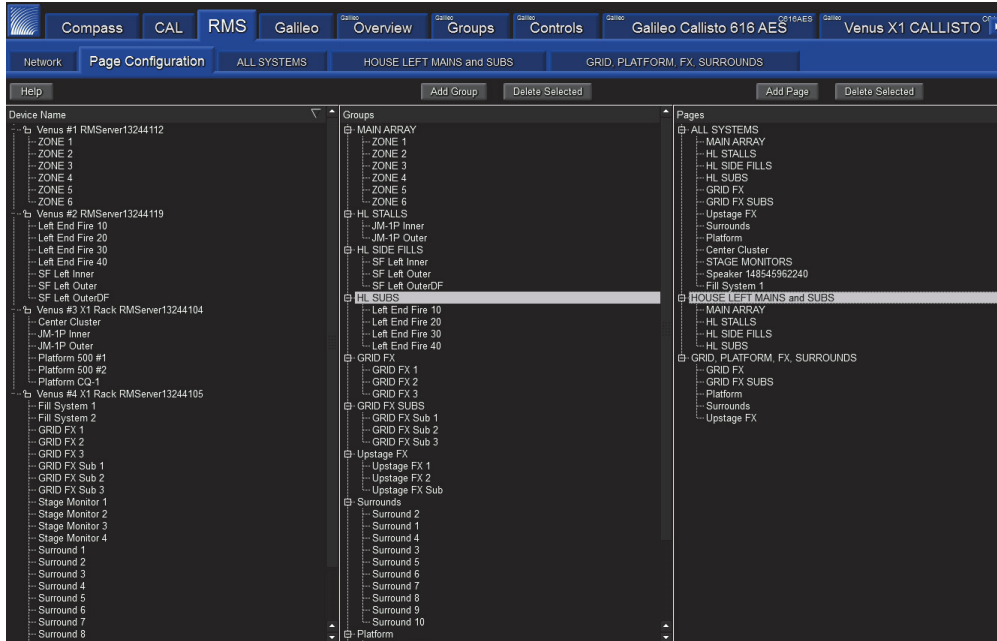 Compass
CAL
RMS
Galileo
Galileo
Overview
Galileo
Groups
Galileo
Controls
Galileo
Galileo Callisto 616 AES
C616AES
Galileo
Venus X1 CALLISTO
Network
Page Configuration
ALL SYSTEMS
HOUSE LEFT MAINS and SUBS
GRID, PLATFORM, FX, SURROUNDS
Help
Add Group
Delete Selected
Add Page
Delete Selected
Device Name
Venus #1 RMServer13244112
ZONE 1
ZONE 2
ZONE 3
ZONE 4
ZONE 5
ZONE 6
Venus #2 RMServer13244119
Left End Fire 10
Left End Fire 20
Left End Fire 30
Left End Fire 40
SF Left Inner
SF Left Outer
SF Left OuterDF
Venus #3 X1 Rack RMServer13244104
Center Cluster
JM-1P Inner
JM-1P Outer
Platform 500 #1
Platform 500 #2
Platform CQ-1
Venus #4 X1 Rack RMServer13244105
Fill System 1
Fill System 2
GRID FX 1
GRID FX 2
GRID FX 3
GRID FX Sub 1
GRID FX Sub 2
GRID FX Sub 3
Stage Monitor 1
Stage Monitor 2
Stage Monitor 3
Stage Monitor 4
Surround 1
Surround 2
Surround 3
Surround 4
Surround 5
Surround 6
Surround 7
Surround 8
Groups
MAIN ARRAY
ZONE 1
ZONE 2
ZONE 3
ZONE 4
ZONE 5
ZONE 6
HL STALLS
JM-1P Inner
JM-1P Outer
HL SIDE FILLS
SF Left Inner
SF Left Outer
SF Left OuterDF
HL SUBS
Left End Fire 10
Left End Fire 20
Left End Fire 30
Left End Fire 40
GRID FX
GRID FX 1
GRID FX 2
GRID FX 3
GRID FX SUBS
GRID FX Sub 1
GRID FX Sub 2
GRID FX Sub 3
Upstage FX
Upstage FX 1
Upstage FX 2
Upstage FX Sub
Surrounds
Surround 2
Surround 1
Surround 4
Surround 3
Surround 5
Surround 6
Surround 7
Surround 8
Surround 9
Surround 10
Platform
Pages
ALL SYSTEMS
MAIN ARRAY
HL STALLS
HL SIDE FILLS
HL SUBS
GRID FX
GRID FX SUBS
Upstage FX
Surrounds
Platform
Center Cluster
STAGE MONITORS
Speaker 148545962240
Fill System 1
HOUSE LEFT MAINS and SUBS
MAIN ARRAY
HL STALLS
HL SIDE FILLS
HL SUBS
GRID, PLATFORM, FX, SURROUNDS
GRID FX
GRID FX SUBS
Platform
Surrounds
Upstage FX